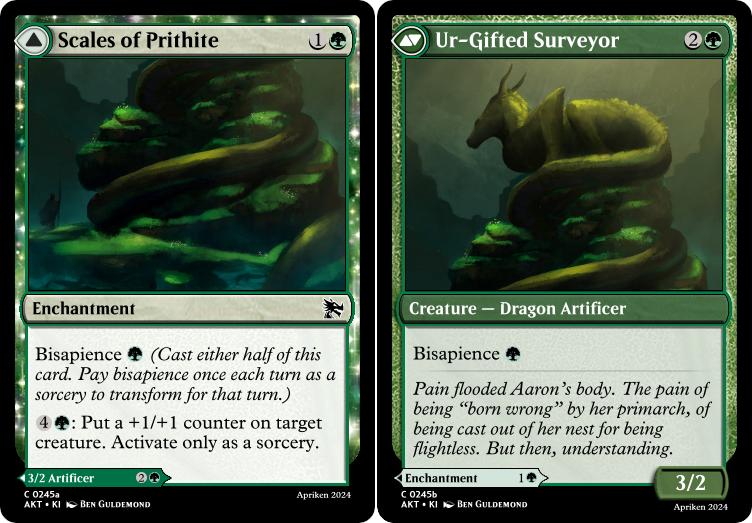 Scales of Prithite 1
Enchantment
Bisapience (Cast either half of this
card. Pay bisapience once each turn as a
sorcery to transform for that turn.)
4 : Put a +1/+1 counter on target
creature. Activate only as a sorcery.
3/2 Artificer 2
C 0245a
AKT • KI Ben Guldemond
Apriken 2024
Ur-Gifted Surveyor 2
Creature — Dragon Artificer
Bisapience
Pain flooded Aaron’s body. The pain of
being “born wrong” by her primarch, of
being cast out of her nest for being
flightless. But then, understanding.
Enchantment 1
3/2
C 0245b
AKT • KI Ben Guldemond
Apriken 2024